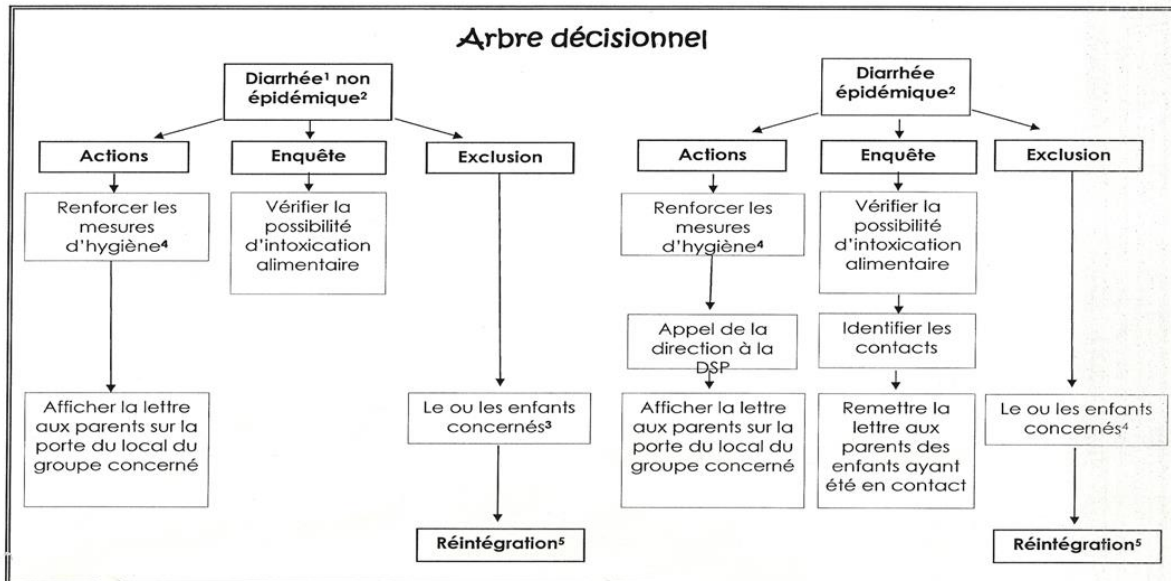 Arbre décisionnel
Diarrhée¹ non
épidémique²
Actions
Enquête
Exclusion
Renforcer les
mesures
d'hygiène⁴
Vérifier la
possibilité
d'intoxication
alimentaire
Afficher la lettre
aux parents sur la
porte du local du
groupe concerné
Le ou les enfants
concernés³
Réintégration⁵
Diarrhée
épidémique²
Actions
Enquête
Exclusion
Renforcer les
mesures
d'hygiène⁴
Vérifier la
possibilité
d'intoxication
alimentaire
Appel de la
direction à la
DSP
Identifier les
contacts
Afficher la lettre
aux parents sur la
porte du local du
groupe concerné
Remettre la
lettre aux
parents des
enfants ayant
été en contact
Le ou les enfants
concernés⁴
Réintégration⁵